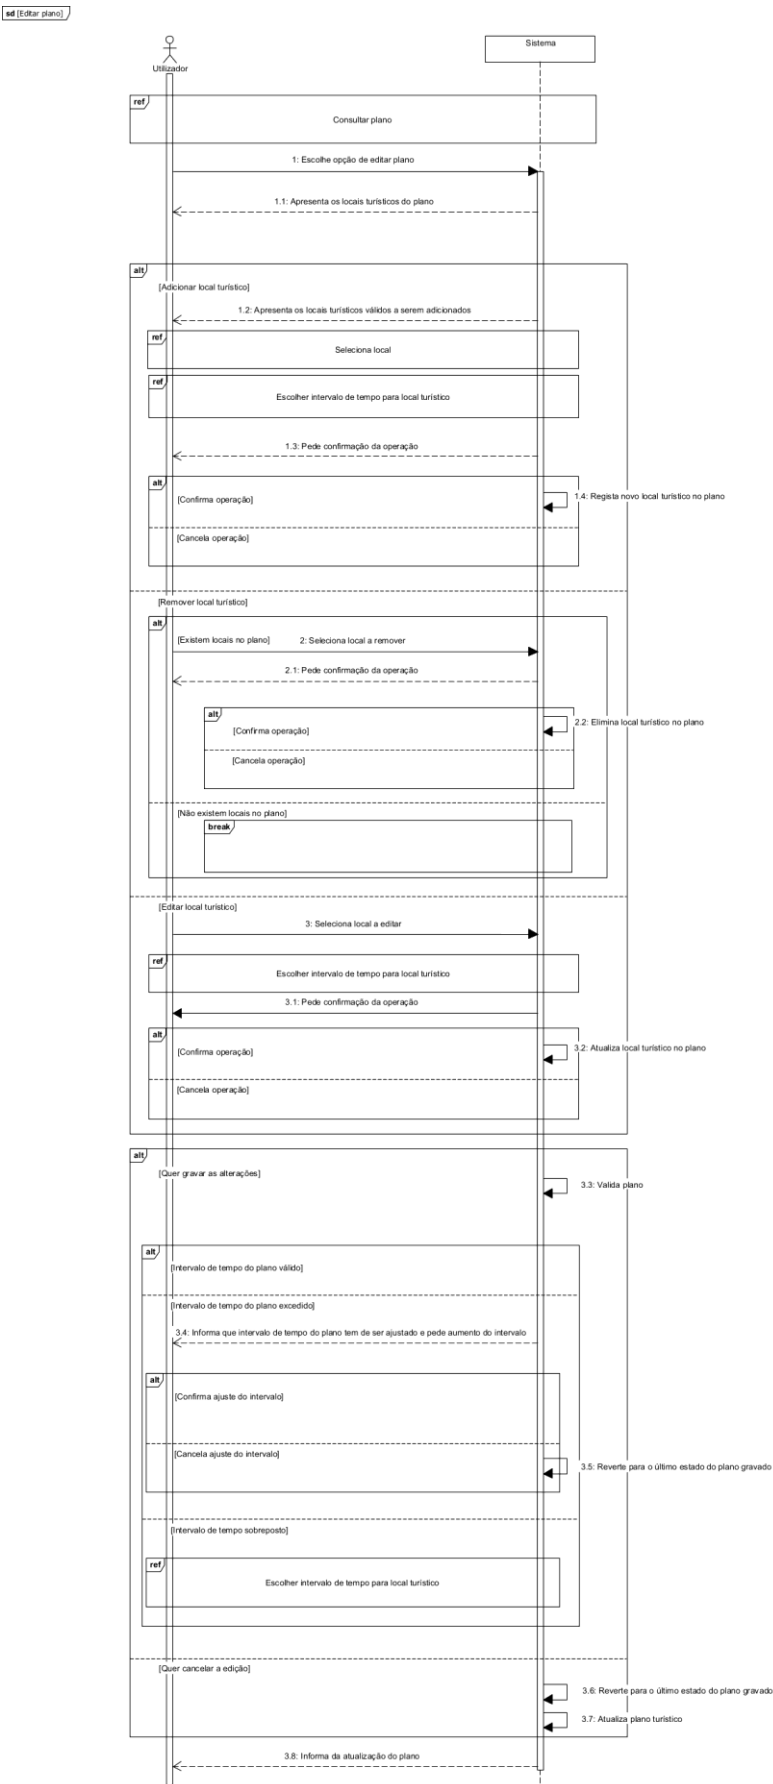 sd [Editar plano]
Utilizador
Sistema
ref
Consultar plano
1: Escolhe opção de editar plano
1.1: Apresenta os locais turísticos do plano
alt
[Adicionar local turístico]
1.2: Apresenta os locais turísticos válidos a serem adicionados
ref
Seleciona local
ref
Escolher intervalo de tempo para local turístico
1.3: Pede confirmação da operação
alt
[Confirma operação]
1.4: Regista novo local turístico no plano
[Cancela operação]
[Remover local turístico]
alt
[Existem locais no plano]
2: Seleciona local a remover
2.1: Pede confirmação da operação
alt
[Confirma operação]
2.2: Elimina local turístico no plano
[Cancela operação]
[Não existem locais no plano]
break
[Editar local turístico]
3: Seleciona local a editar
ref
Escolher intervalo de tempo para local turístico
3.1: Pede confirmação da operação
alt
[Confirma operação]
3.2: Atualiza local turístico no plano
[Cancela operação]
alt
[Quer gravar as alterações]
3.3: Valida plano
alt
[Intervalo de tempo do plano válido]
[Intervalo de tempo do plano excedido]
3.4: Informa que intervalo de tempo do plano tem de ser ajustado e pede aumento do intervalo
alt
[Confirma ajuste do intervalo]
[Cancela ajuste do intervalo]
3.5: Reverte para o último estado do plano gravado
[Intervalo de tempo sobreposto]
ref
Escolher intervalo de tempo para local turístico
[Quer cancelar a edição]
3.6: Reverte para o último estado do plano gravado
3.7: Atualiza plano turístico
3.8: Informa da atualização do plano